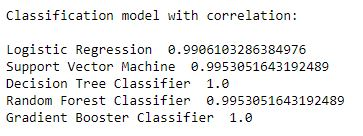 Classification model with correlation:
Logistic Regression 0.9906103286384976
Support Vector Machine 0.9953051643192489
Decision Tree Classifier 1.0
Random Forest Classifier 0.9953051643192489
Gradient Booster Classifier 1.0